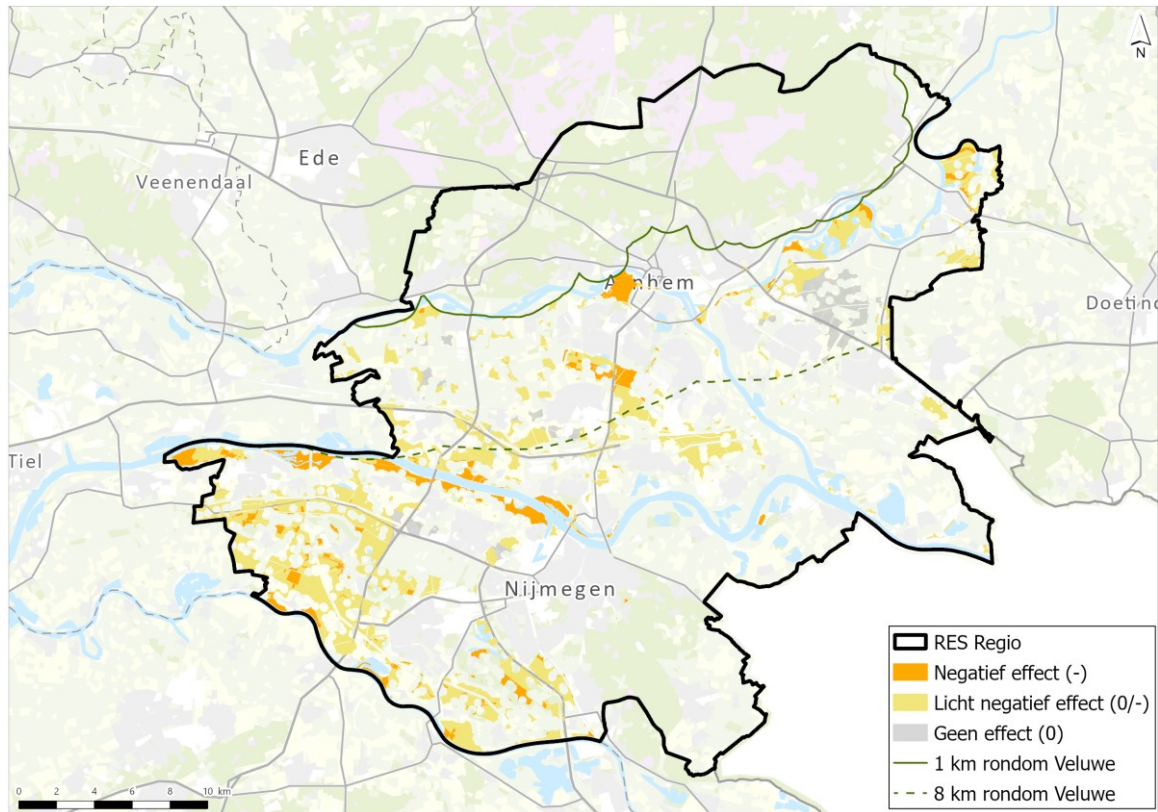 N
Ede
Veenendaal
Arnhem
Doetinc
Tiel
Nijmegen
RES Regio
Negatief effect (-)
Licht negatief effect (0/-)
Geen effect (0)
1 km rondom Veluwe
8 km rondom Veluwe
0 2 4 6 8 10 km